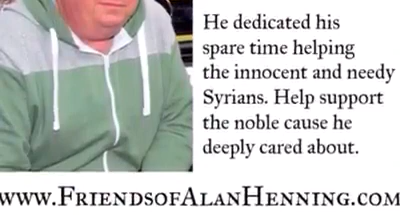 He dedicated his
spare time helping
the innocent and needy
Syrians. Help support
the noble cause he
deeply cared about.
www.FriendsofAlanHenning.com